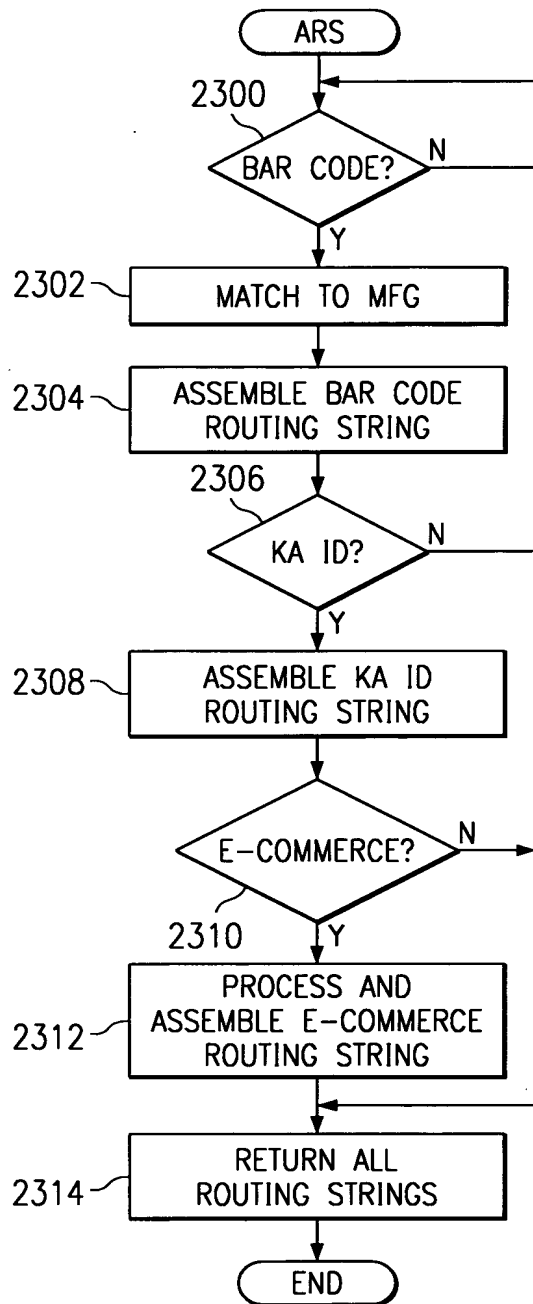 ARS
2300
BAR CODE?
N
Y
2302
MATCH TO MFG
2304
ASSEMBLE BAR CODE
ROUTING STRING
2306
KA ID?
N
Y
2308
ASSEMBLE KA ID
ROUTING STRING
E-COMMERCE?
N
2310
Y
2312
PROCESS AND
ASSEMBLE E-COMMERCE
ROUTING STRING
2314
RETURN ALL
ROUTING STRINGS
END